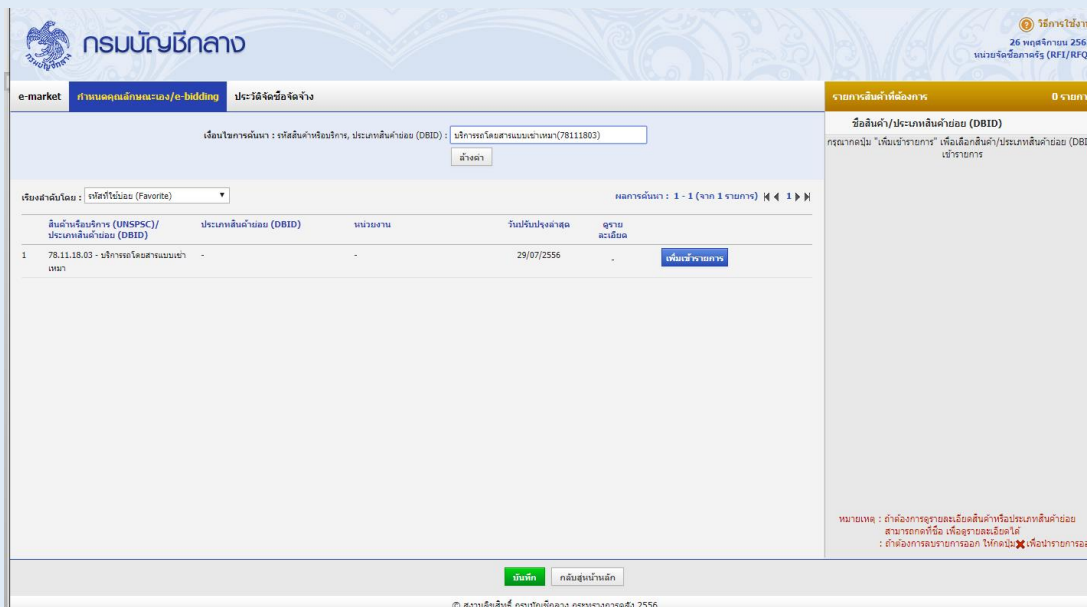 กรมบัญชีกลาง
วิธีการใช้งาน
26 พฤศจิกายน 256
หน่วยจัดซื้อภาครัฐ (RFI/RFQ
e-market กำหนดคุณลักษณะเอง/e-bidding ประวัติจัดซื้อจัดจ้าง
รายการสินค้าที่ต้องการ 0 รายกา
เงื่อนไขการค้นหา : รหัสสินค้าหรือบริการ, ประเภทสินค้าย่อย (DBID) : บริการรถโดยสารแบบเช่าเหมา(78111803)
ล้างค่า
ชื่อสินค้า/ประเภทสินค้าย่อย (DBID)
กรุณากดปุ่ม "เพิ่มเข้ารายการ" เพื่อเลือกสินค้า/ประเภทสินค้าย่อย (DBI
เข้ารายการ
เรียงลำดับโดย : รหัสที่ใช้บ่อย (Favorite)
ผลการค้นหา : 1 - 1 (จาก 1 รายการ) 1
สินค้าหรือบริการ (UNSPSC)/ ประเภทสินค้าย่อย (DBID) หน่วยงาน วันปรับปรุงล่าสุด ดูราย
ประเภทสินค้าย่อย (DBID) ละเอียด
1 78.11.18.03 - บริการรถโดยสารแบบเช่า - - 29/07/2556 - เพิ่มเข้ารายการ
เหมา
หมายเหตุ : ถ้าต้องการดูรายละเอียดสินค้าหรือประเภทสินค้าย่อย
สามารถกดที่ชื่อ เพื่อดูรายละเอียดได้
: ถ้าต้องการลบรายการออก ให้กดปุ่ม เพื่อนำรายการออ
บันทึก กลับสู่หน้าหลัก
© สงวนลิขสิทธิ์ กรมบัญชีกลาง กระทรวงการคลัง 2556